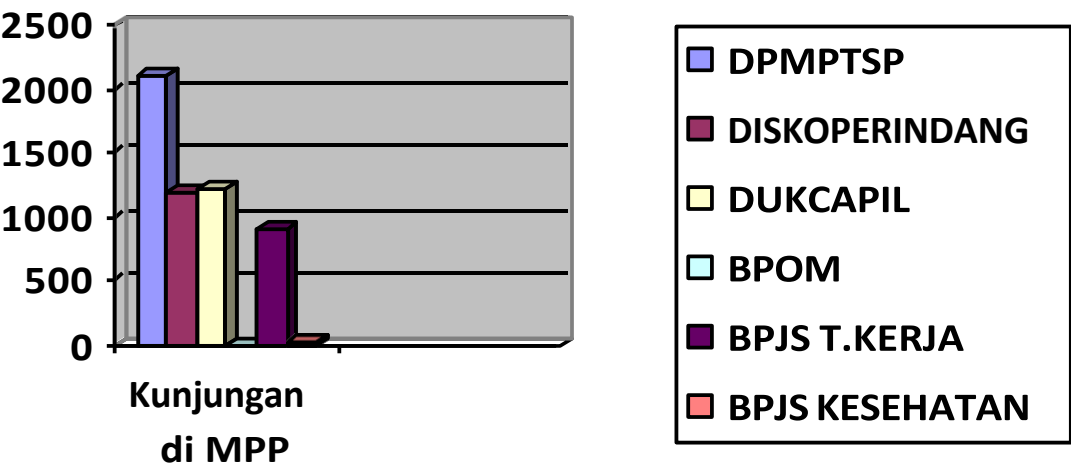 2500
2000
1500
1000
500
0
Kunjungan
di MPP
DPMPTSP
DISKOPERINDANG
DUKCAPIL
BPOM
BPJS T.KERJA
BPJS KESEHATAN